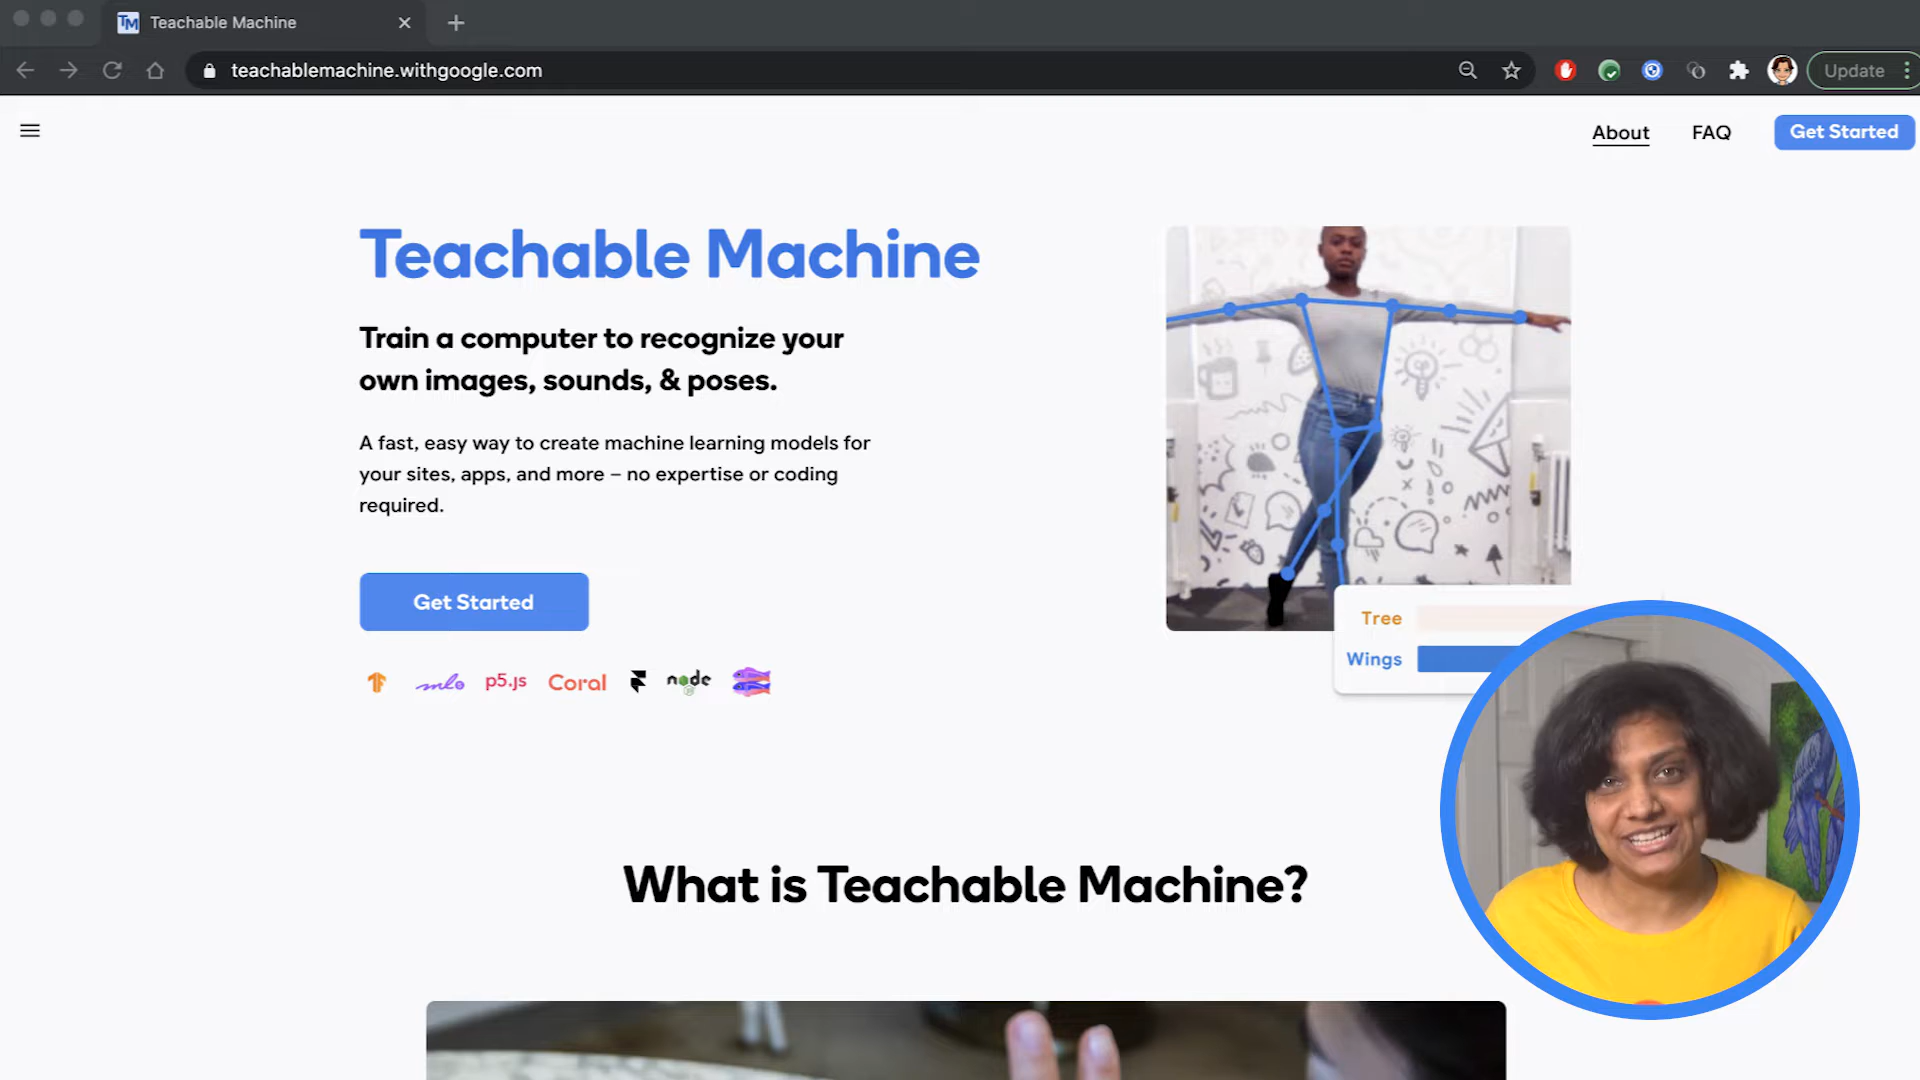 TM Teachable Machine
teachablemachine.withgoogle.com
Update
About
FAQ
Get Started
Teachable Machine
Train a computer to recognize your
own images, sounds, & poses.
A fast, easy way to create machine learning models for
your sites, apps, and more – no expertise or coding
required.
Get Started
ml5 p5.js Coral node
Tree
Wings
What is Teachable Machine?